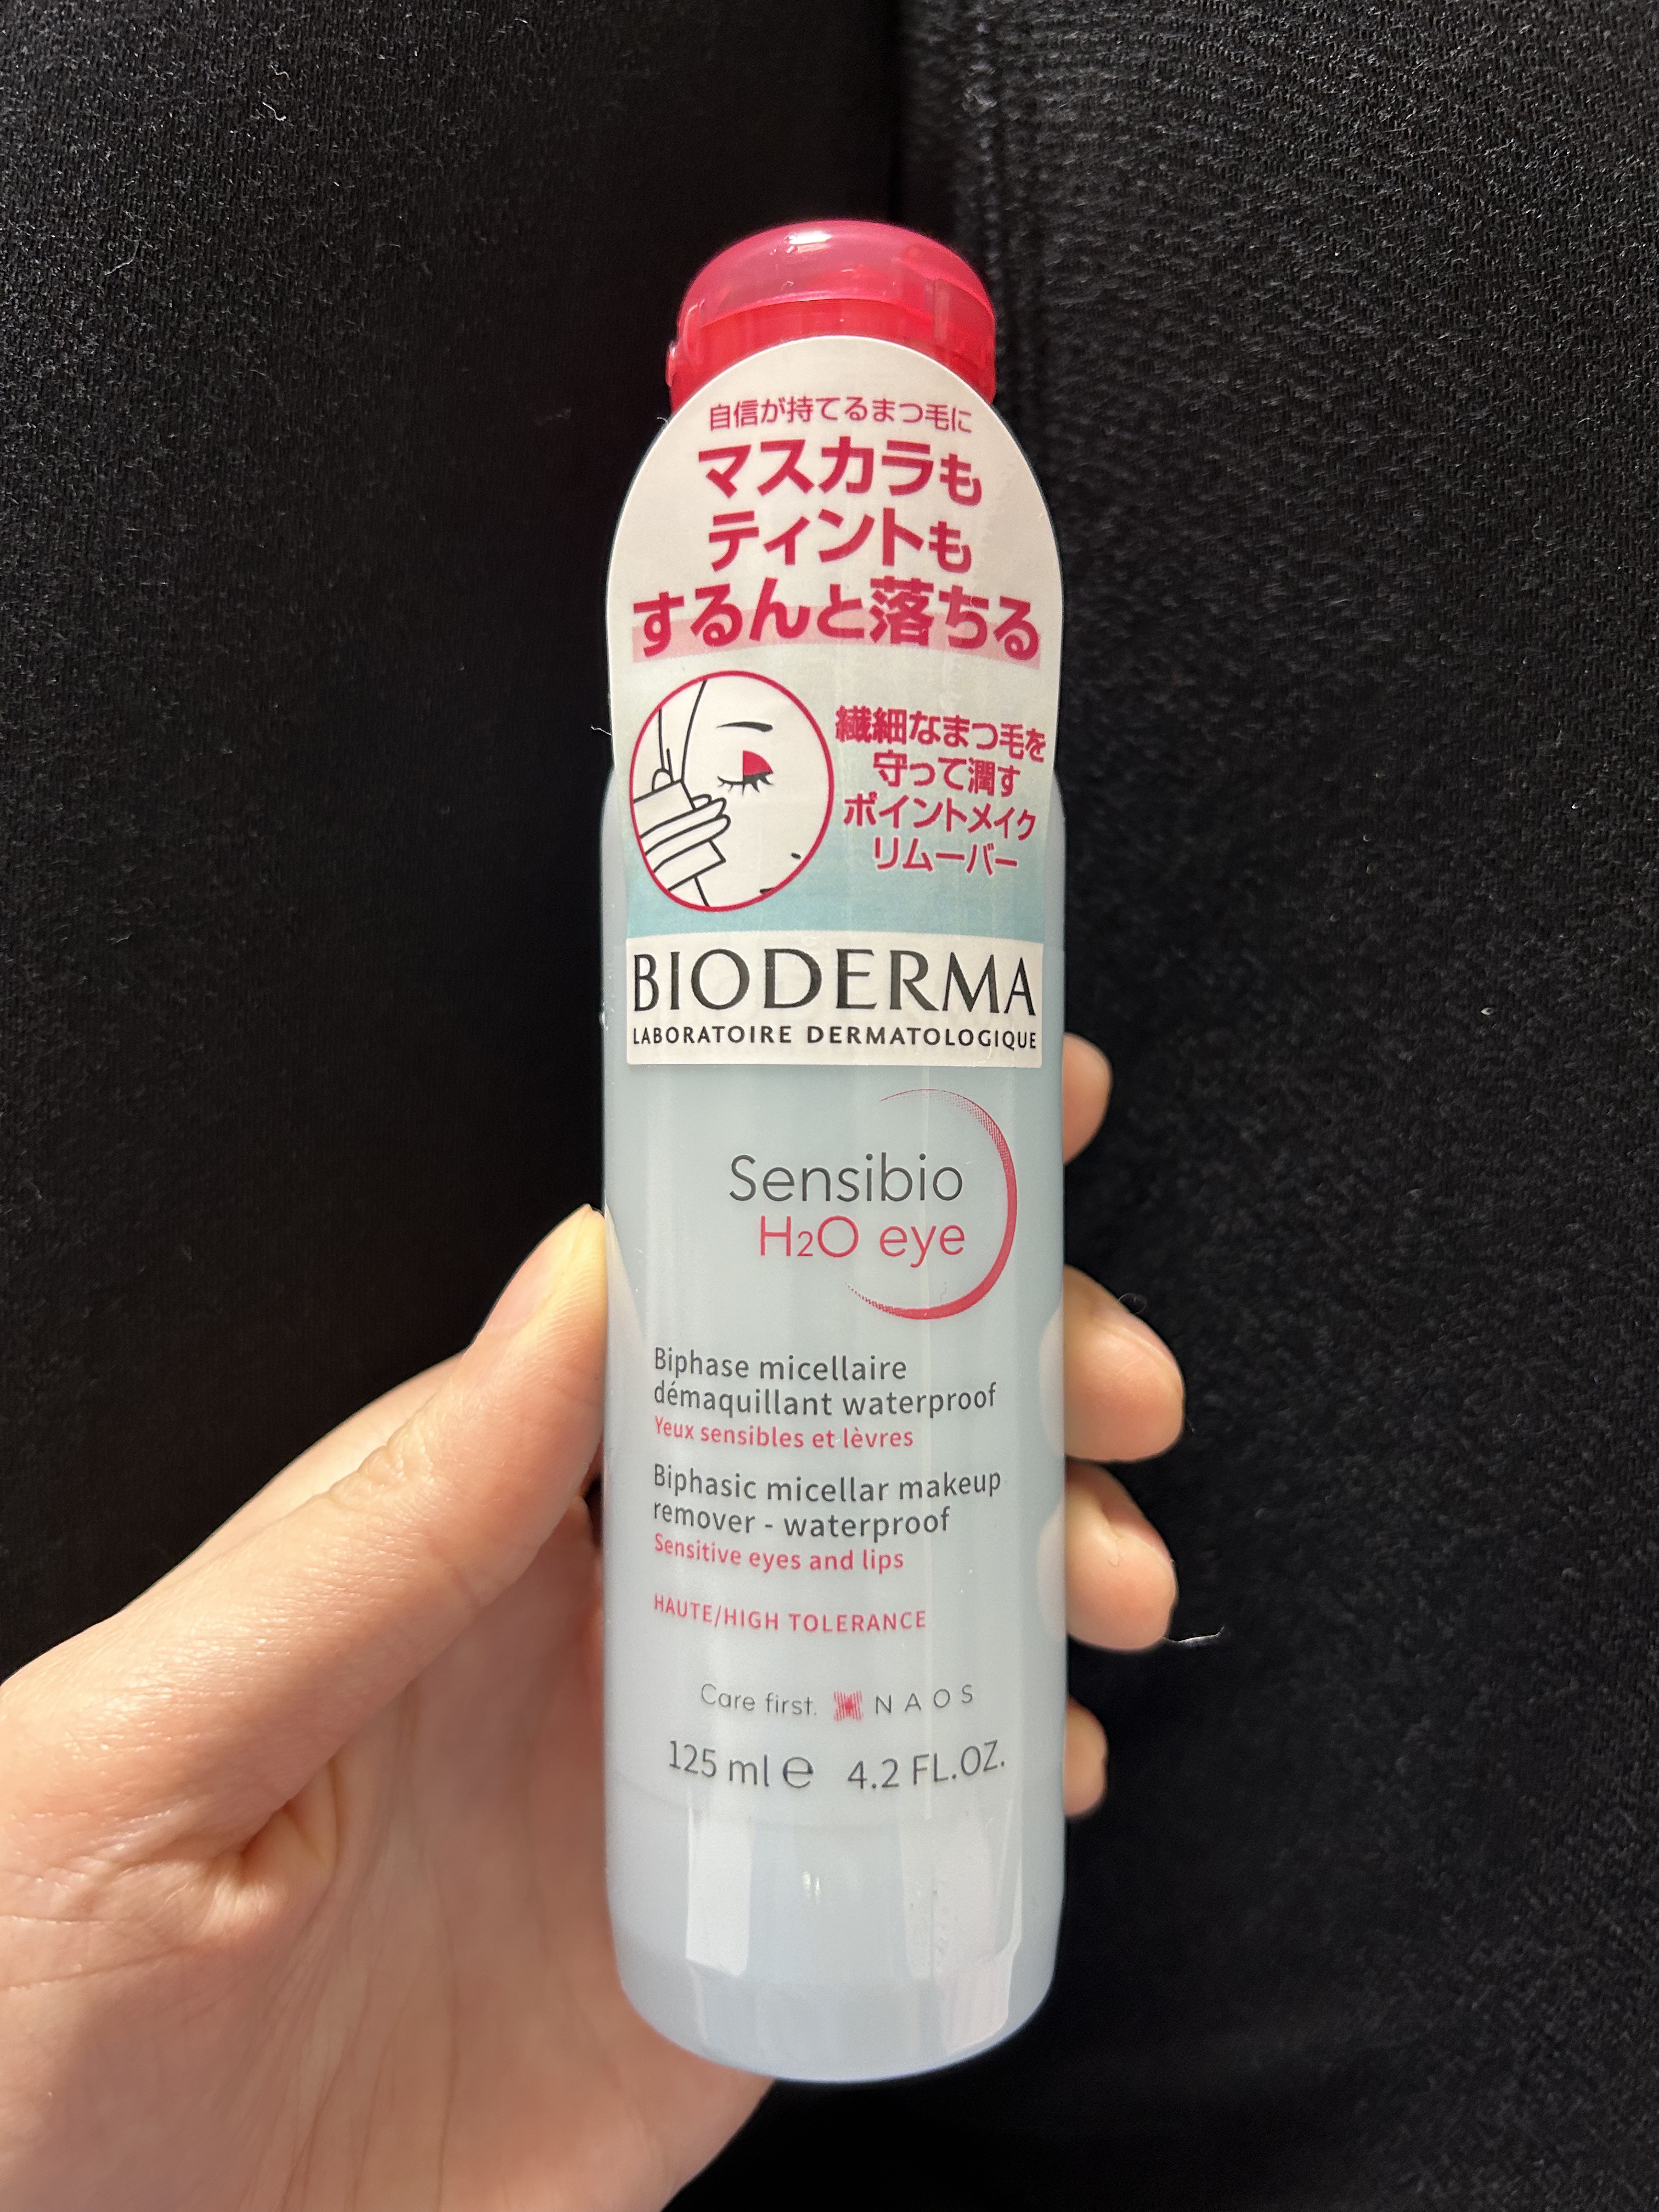 自信が持てるまつ毛に
マスカラも
ティントも
するんと落ちる
繊細なまつ毛を
守って潤す
ポイントメイク
リムーバー
BIODERMA
LABORATOIRE DERMATOLOGIQUE
Sensibio
H₂O eye
Biphase micellaire
démaquillant waterproof
Yeux sensibles et lèvres
Biphasic micellar makeup
remover - waterproof
Sensitive eyes and lips
HAUTE/HIGH TOLERANCE
Care first. NAOS
125 ml ℮ 4.2 FL.OZ.